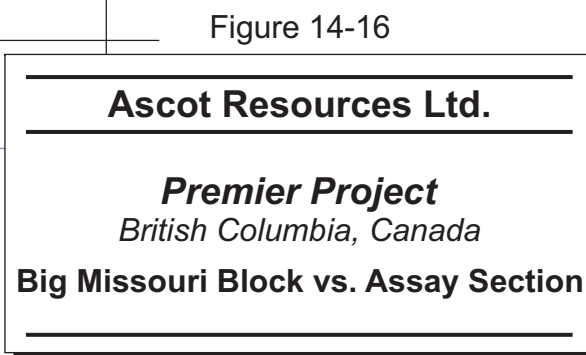 Figure 14-16
Ascot Resources Ltd.
Premier Project
British Columbia, Canada
Big Missouri Block vs. Assay Section